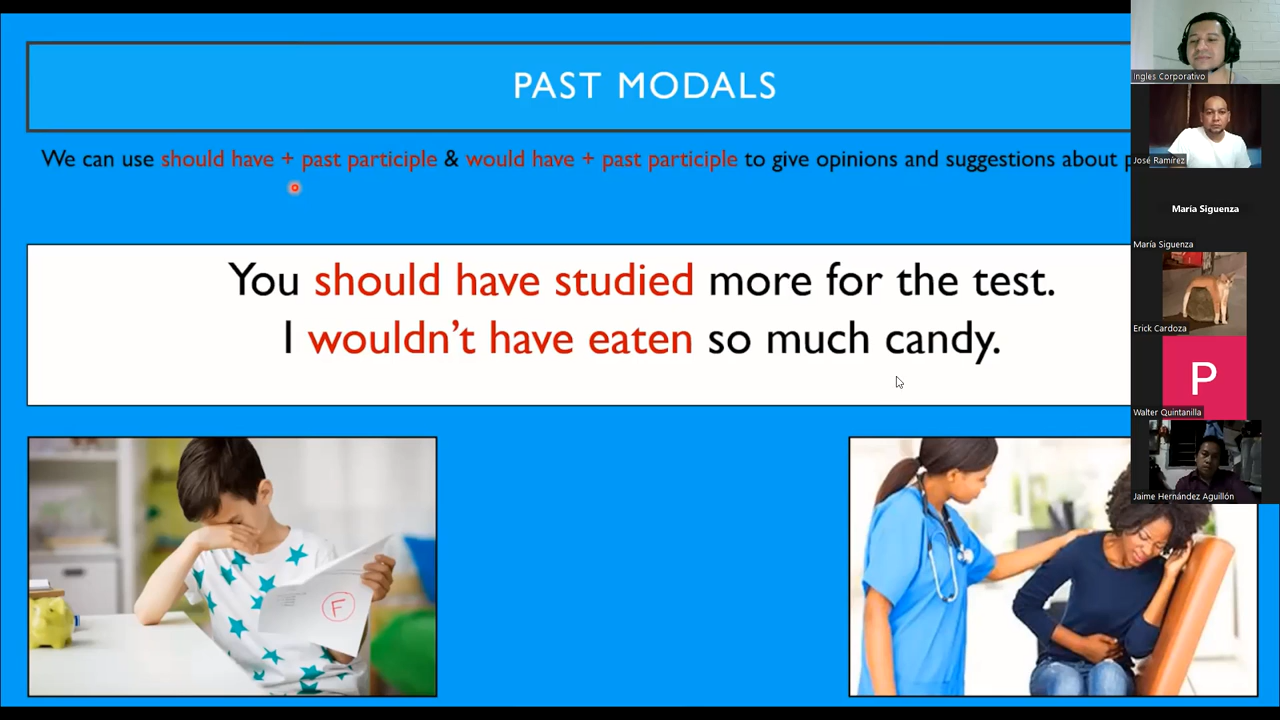 PAST MODALS
We can use should have + past participle & would have + past participle to give opinions and suggestions about
You should have studied more for the test.
I wouldn't have eaten so much candy.
F
Ingles Corporativo
José Ramírez
María Siguenza
María Siguenza
Erick Cardoza
P
Walter Quintanilla
Jaime Hernández Aguillón